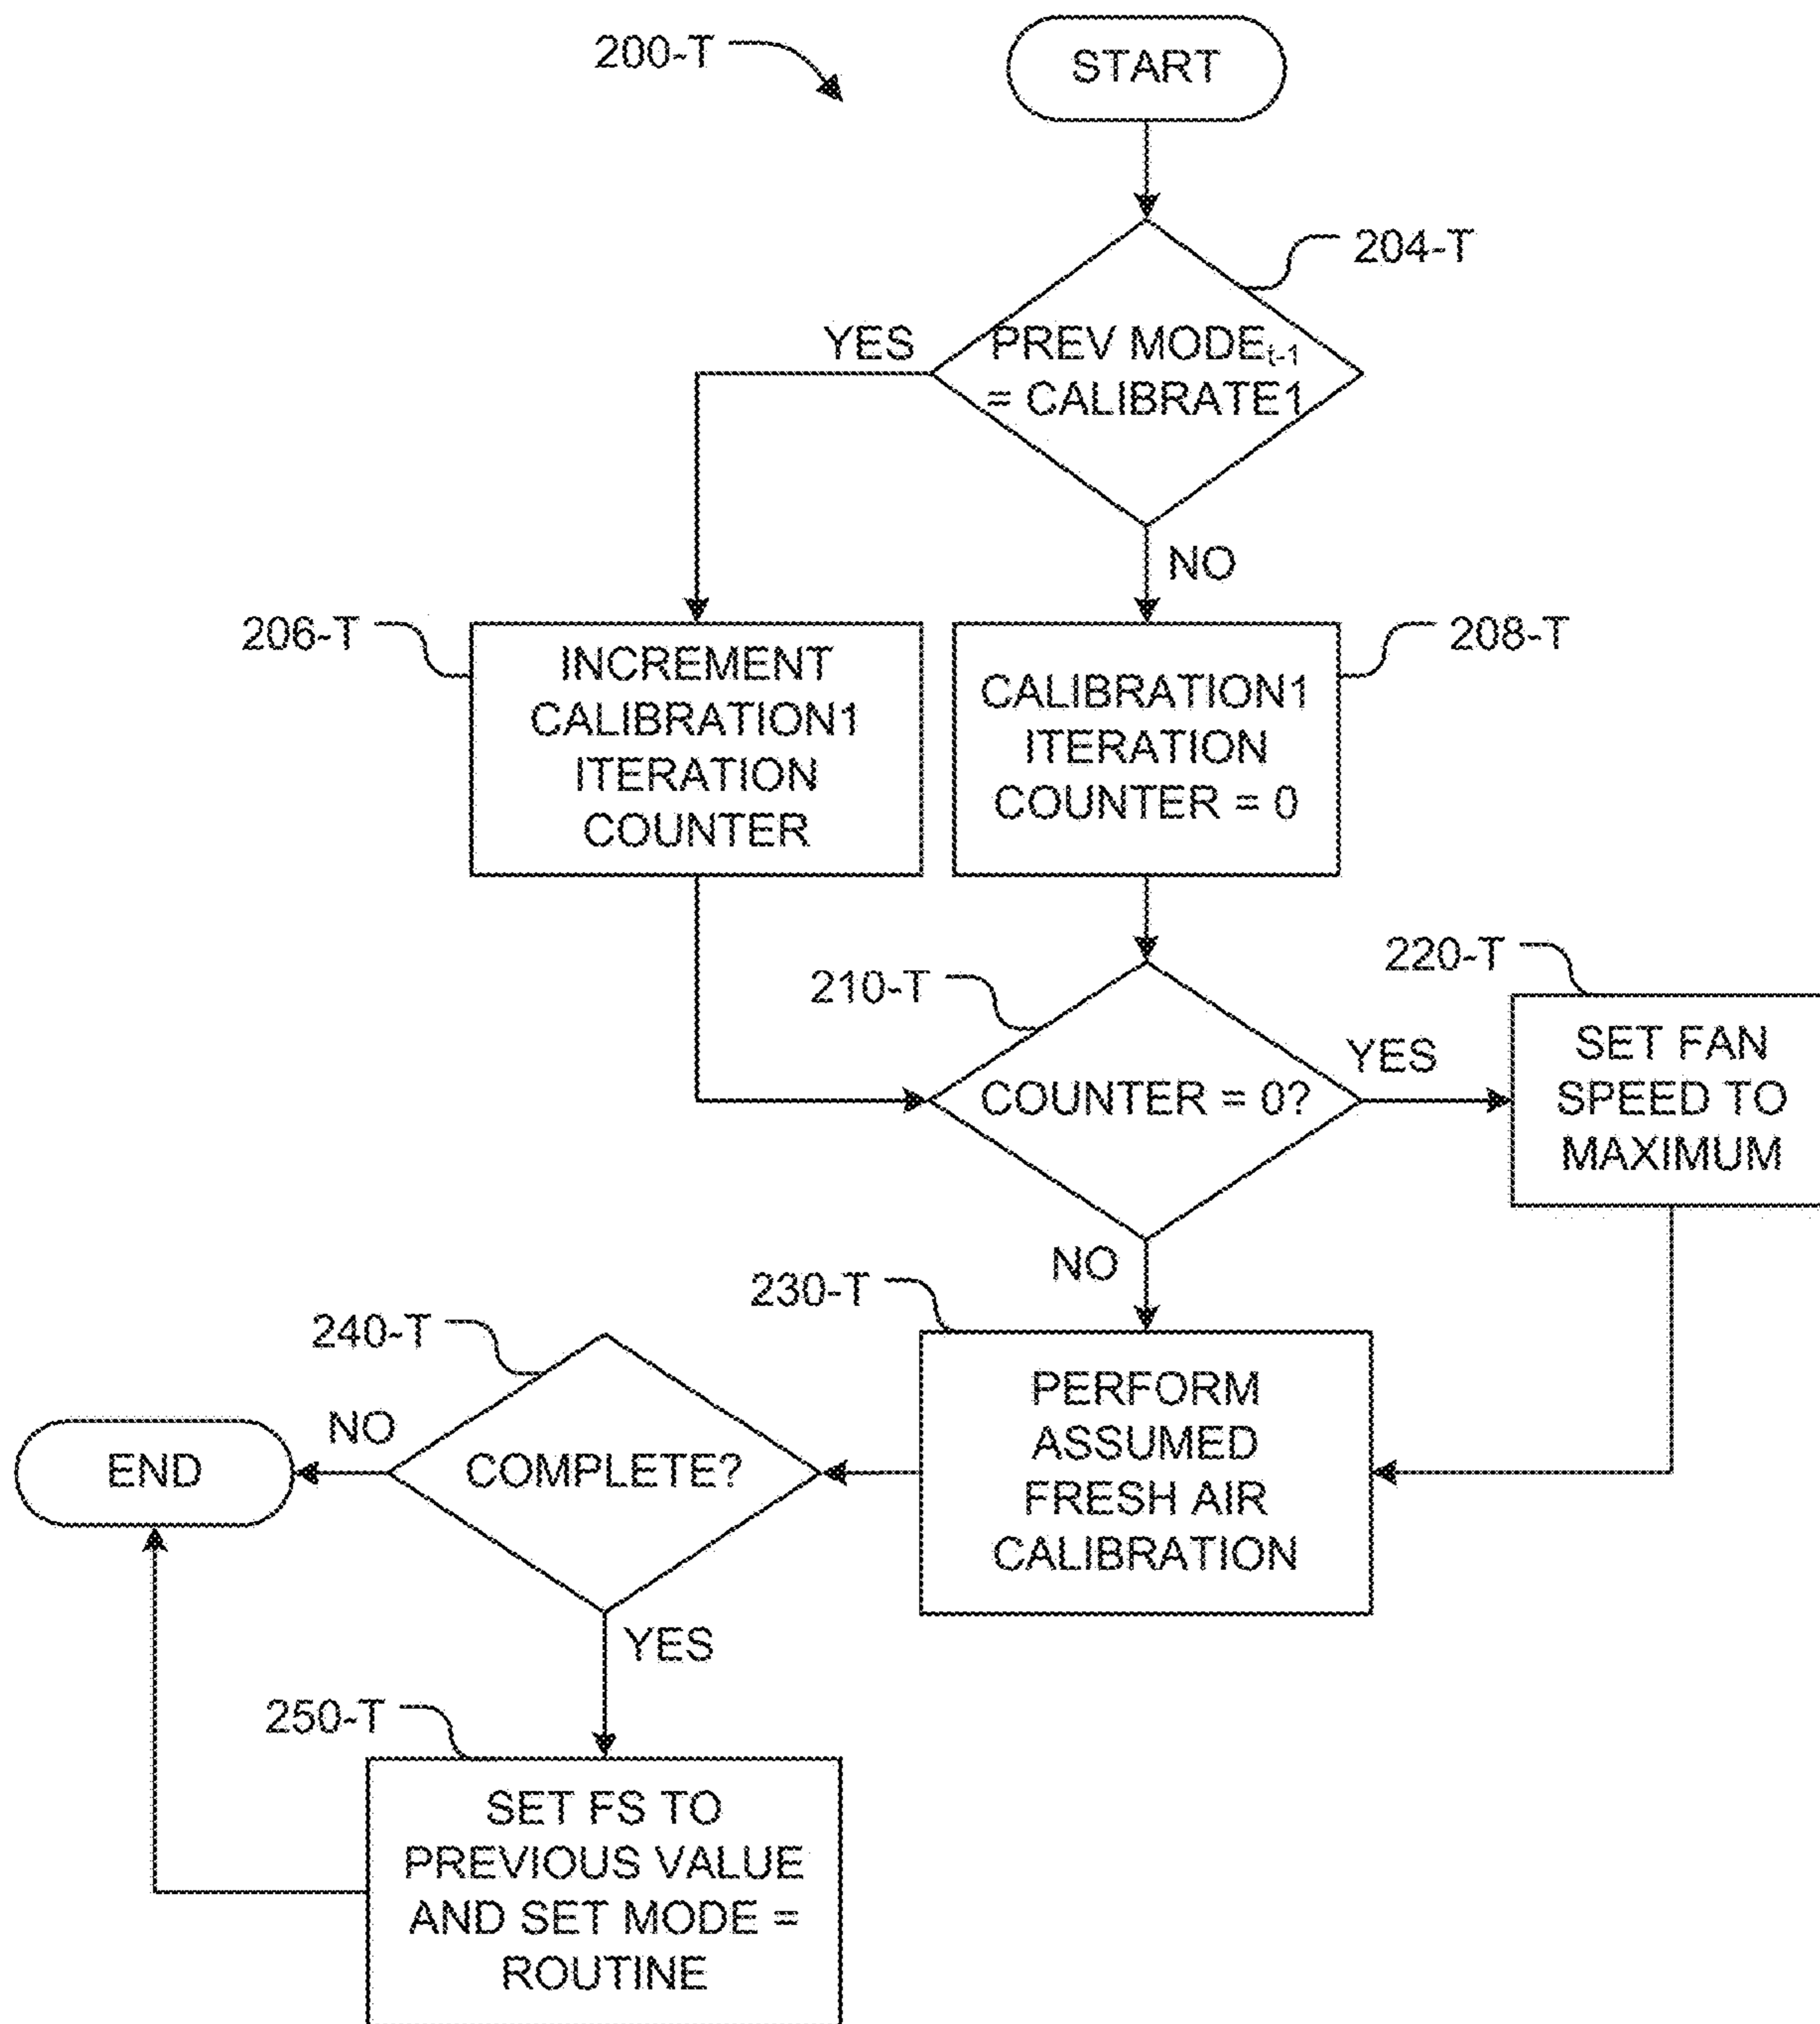 200-T
START
204-T
YES
PREV MODEt-1
= CALIBRATE1
NO
206-T
INCREMENT
CALIBRATION1
ITERATION
COUNTER
208-T
CALIBRATION1
ITERATION
COUNTER = 0
210-T
COUNTER = 0?
YES
220-T
SET FAN
SPEED TO
MAXIMUM
NO
230-T
PERFORM
ASSUMED
FRESH AIR
CALIBRATION
240-T
COMPLETE?
NO
END
YES
250-T
SET FS TO
PREVIOUS VALUE
AND SET MODE =
ROUTINE